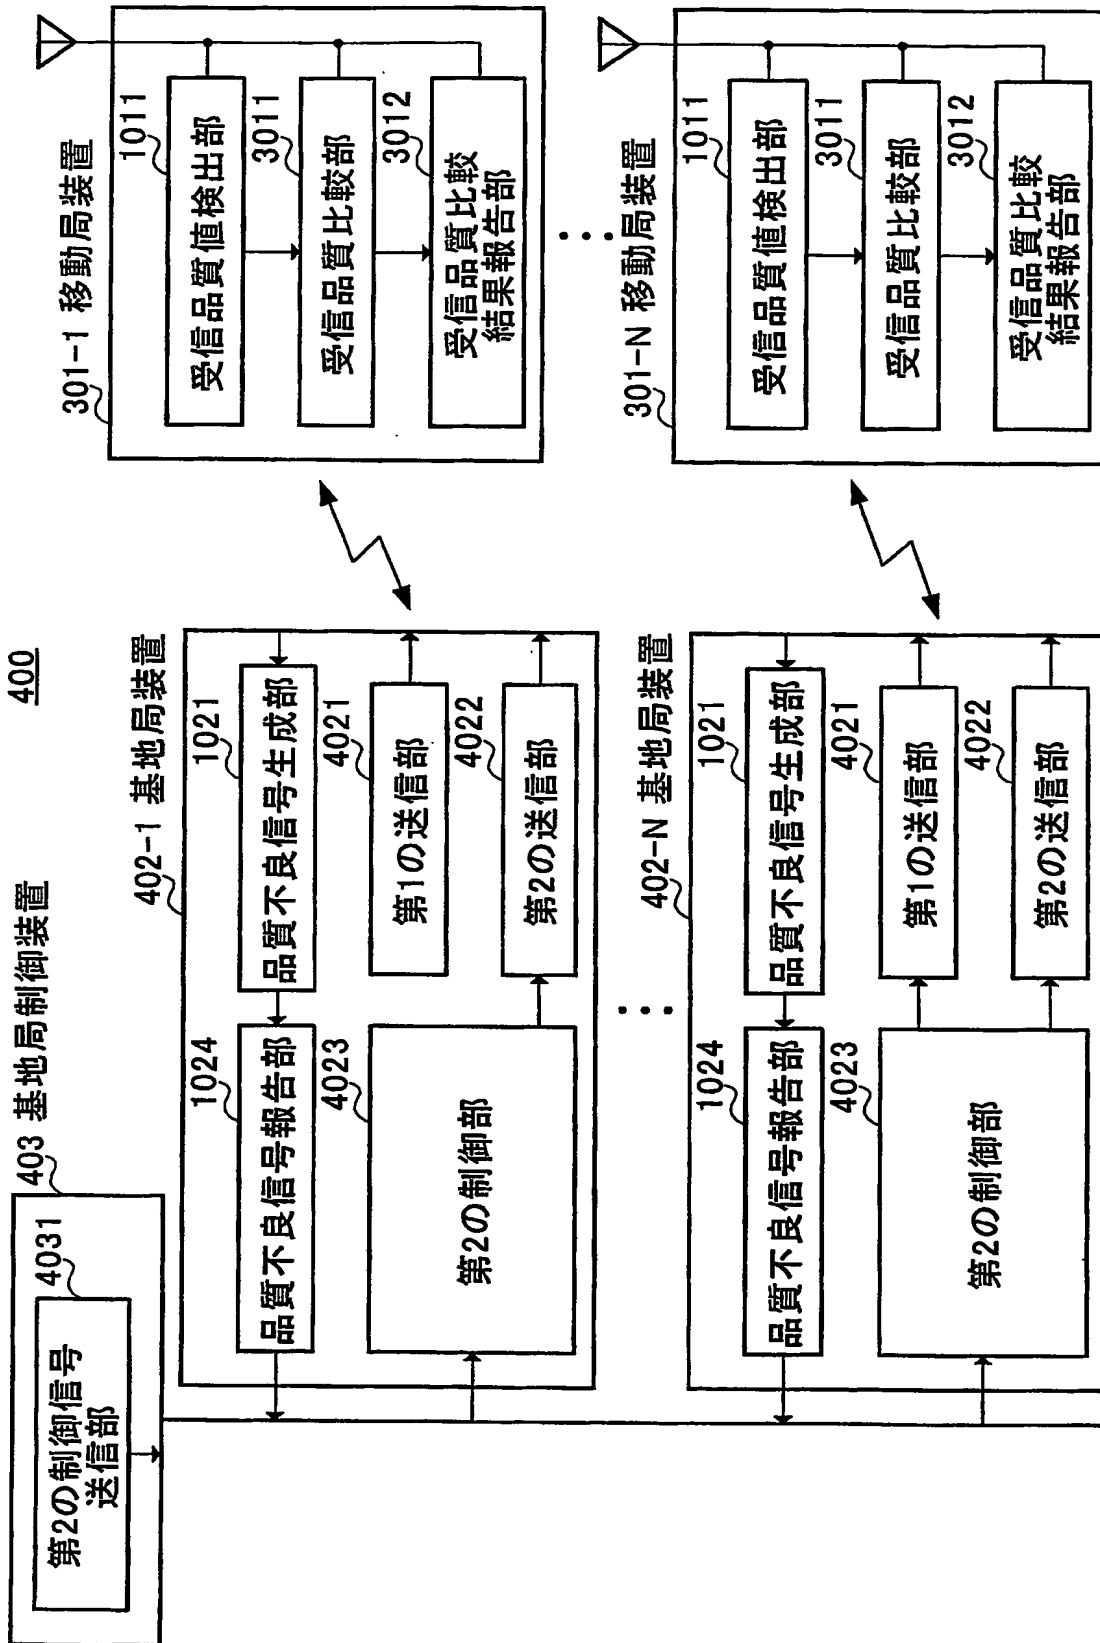 400
403 基地局制御装置
4031
第2の制御信号
送信部
402-1 基地局装置
1024
品質不良信号報告部
1021
品質不良信号生成部
4023
第2の制御部
4021
第1の送信部
4022
第2の送信部
402-N 基地局装置
1024
品質不良信号報告部
1021
品質不良信号生成部
4023
第2の制御部
4021
第1の送信部
4022
第2の送信部
301-1 移動局装置
1011
受信品質値検出部
3011
受信品質比較部
3012
受信品質比較
結果報告部
301-N 移動局装置
1011
受信品質値検出部
3011
受信品質比較部
3012
受信品質比較
結果報告部